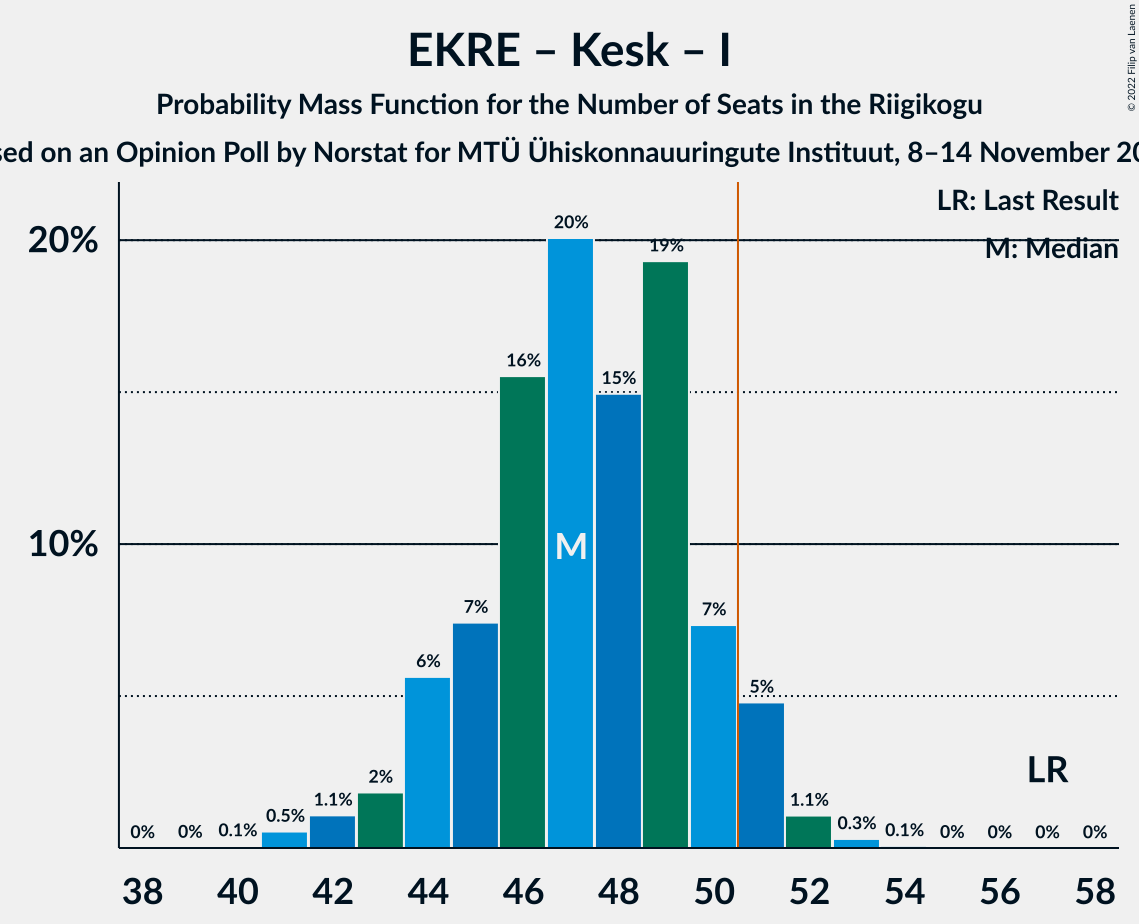 EKRE – Kesk – I
Probability Mass Function for the Number of Seats in the Riigikogu
sed on an Opinion Poll by Norstat for MTÜ Ühiskonnauuringute Instituut, 8–14 November 20
© 2022 Filip van Laenen
LR: Last Result
M: Median
20%
10%
0% 0% 0.1% 0.5% 1.1% 2% 6% 7% 16% 20% 15% 19% 7% 5% 1.1% 0.3% 0.1% 0% 0% 0% 0%
M
LR
38 40 42 44 46 48 50 52 54 56 58